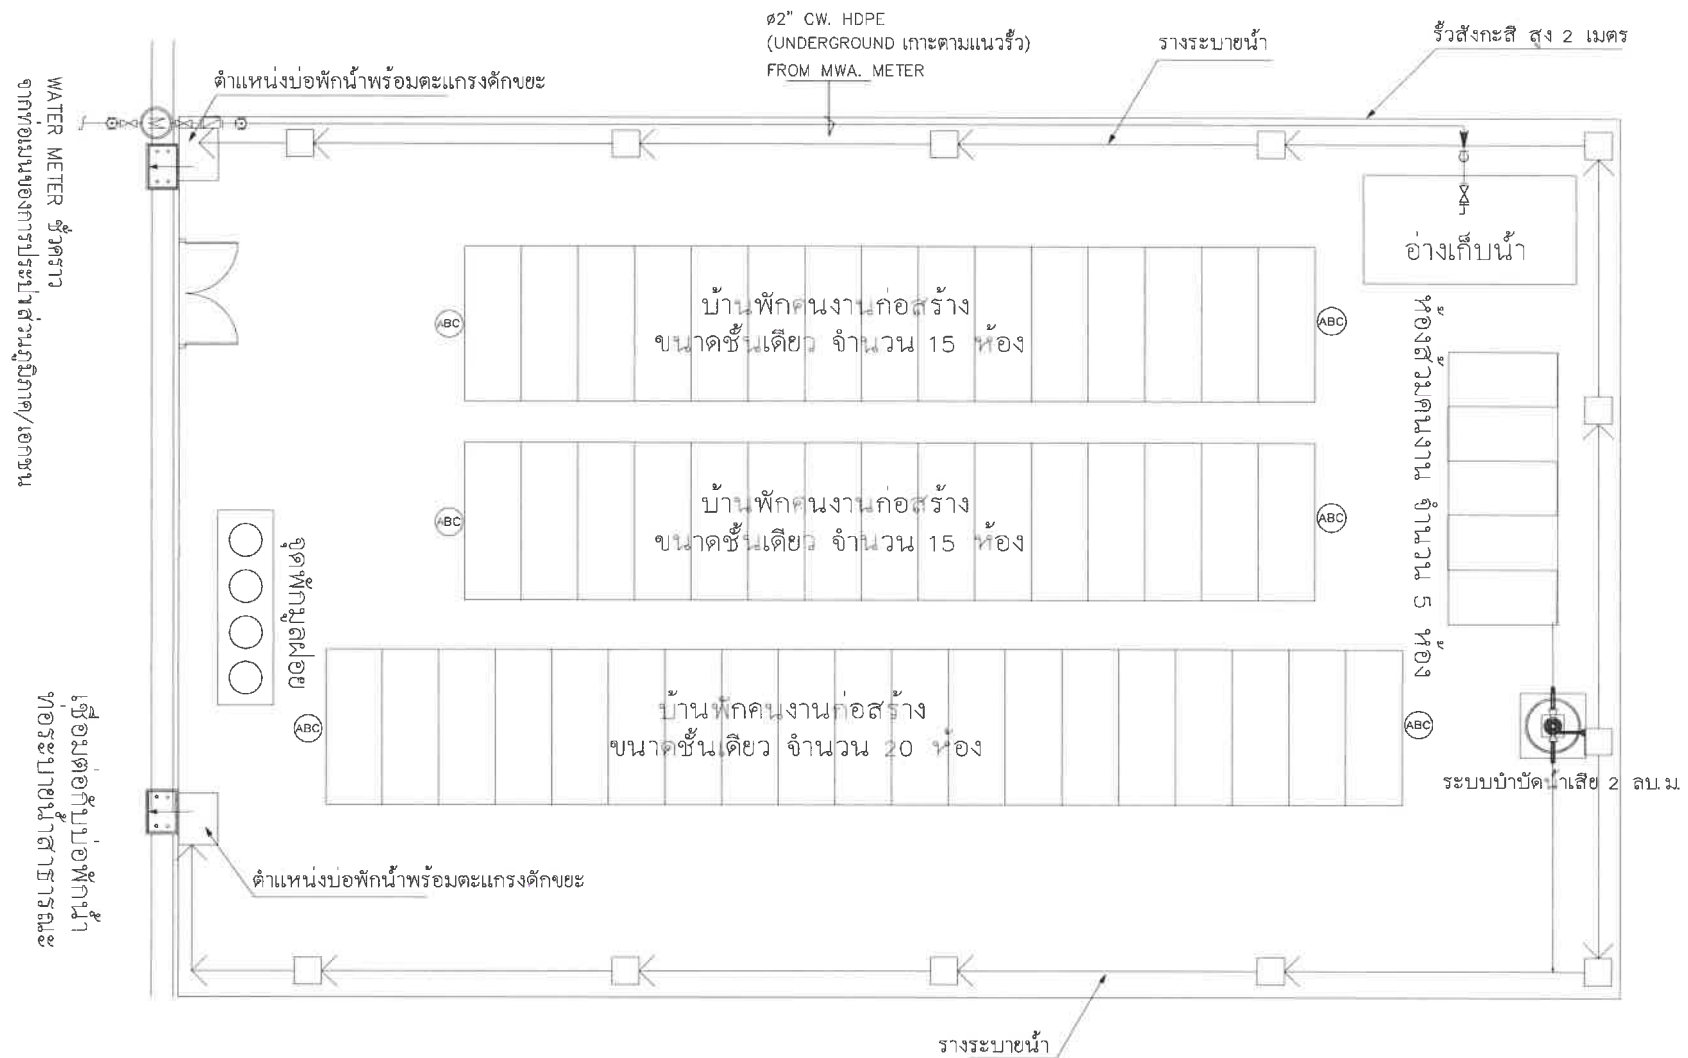 ø2" CW. HDPE
(UNDERGROUND เกาะตามแนวรั้ว)
FROM MWA. METER
รางระบายน้ำ
รั้วสังกะสี สูง 2 เมตร
ตำแหน่งบ่อพักน้ำพร้อมตะแกรงดักขยะ
M
WATER METER ชั่วคราว
จากท่อเมนของการประปาส่วนภูมิภาค/เอกชน
อ่างเก็บน้ำ
บ้านพักคนงานก่อสร้าง
ขนาดชั้นเดียว จำนวน 15 ห้อง
ABC
ABC
ห้องส้วมคนงาน จำนวน 5 ห้อง
บ้านพักคนงานก่อสร้าง
ขนาดชั้นเดียว จำนวน 15 ห้อง
ABC
ABC
จุดพักมูลฝอย
บ้านพักคนงานก่อสร้าง
ขนาดชั้นเดียว จำนวน 20 ห้อง
ABC
ABC
ระบบบำบัดน้ำเสีย 2 ลบ.ม.
เชื่อมต่อกับบ่อพักน้ำ
ท่อระบายน้ำสาธารณะ
ตำแหน่งบ่อพักน้ำพร้อมตะแกรงดักขยะ
รางระบายน้ำ